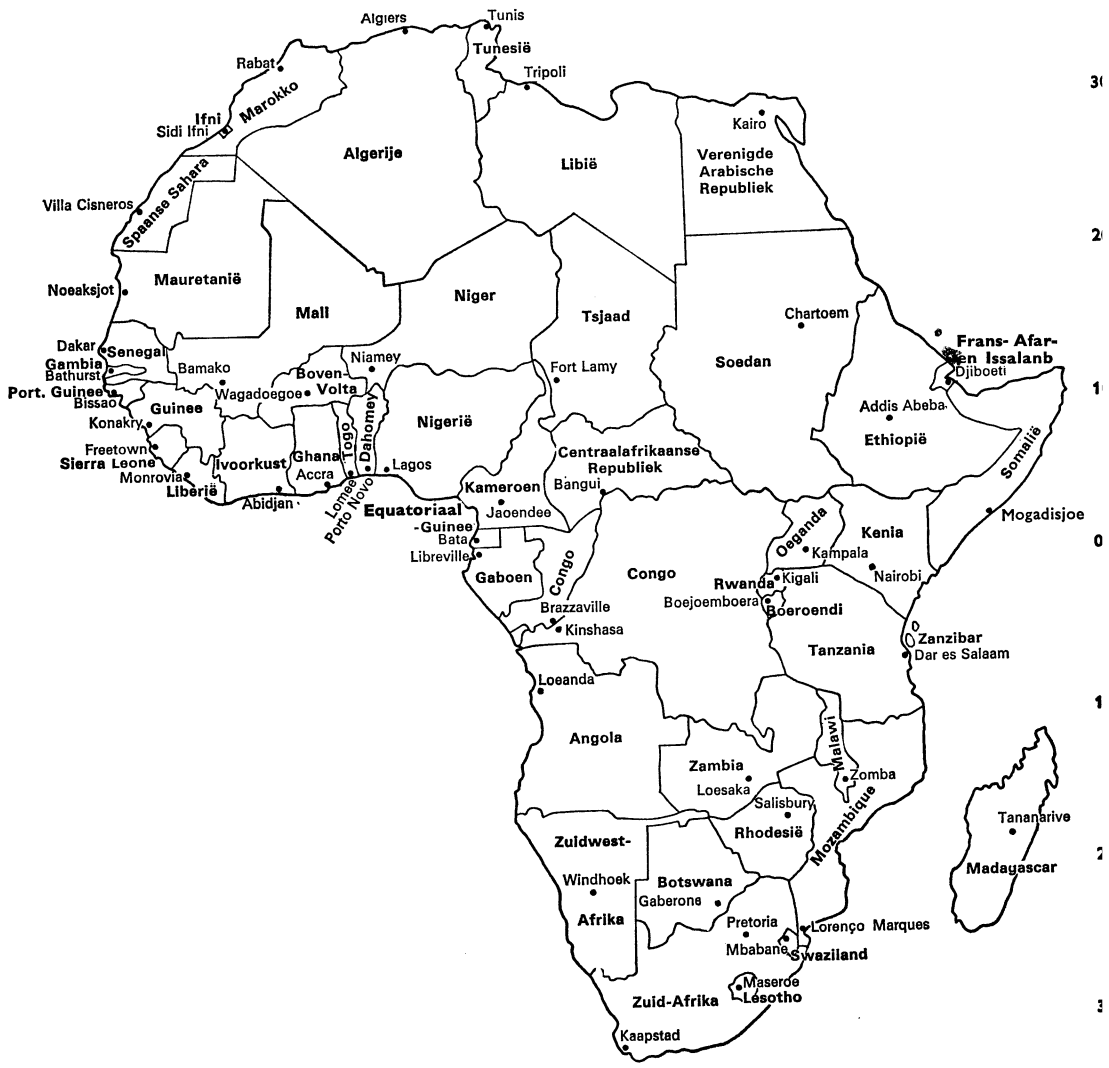 Algiers
Tunis
Tunesië
Rabat
Tripoli
Marokko
Ifni
Sidi Ifni
Kairo
Algerije
Libië
Verenigde
Arabische
Republiek
Spaanse Sahara
Villa Cisneros
Mauretanië
Noeaksjot
Mali
Niger
Tsjaad
Chartoem
Soedan
Frans- Afar-
en Issalanb
Djiboeti
Dakar
Senegal
Gambia
Bathurst
Bamako
Niamey
Boven-
Volta
Wagadoegoe
Fort Lamy
Port. Guinee
Bissao
Guinee
Konakry
Nigerië
Addis Abeba
Ethiopië
Somalië
Freetown
Sierra Leone
Monrovia
Liberië
Ivoorkust
Abidjan
Ghana
Accra
Togo
Dahomey
Lomee
Porto Novo
Lagos
Centraalafrikaanse
Republiek
Bangui
Kameroen
Jaoendee
Equatoriaal
-Guinee
Bata
Libreville
Gaboen
Congo
Brazzaville
Kinshasa
Congo
Oeganda
Kampala
Kenia
Nairobi
Mogadisjoe
Rwanda
Kigali
Boejoemboera
Boeroendi
Tanzania
Zanzibar
Dar es Salaam
Loeanda
Angola
Zambia
Loesaka
Malawi
Zomba
Mozambique
Salisbury
Rhodesië
Tananarive
Madagascar
Zuidwest-
Afrika
Windhoek
Botswana
Gaberone
Pretoria
Mbabane
Lorenço Marques
Swaziland
Maseroe
Lesotho
Zuid-Afrika
Kaapstad
0